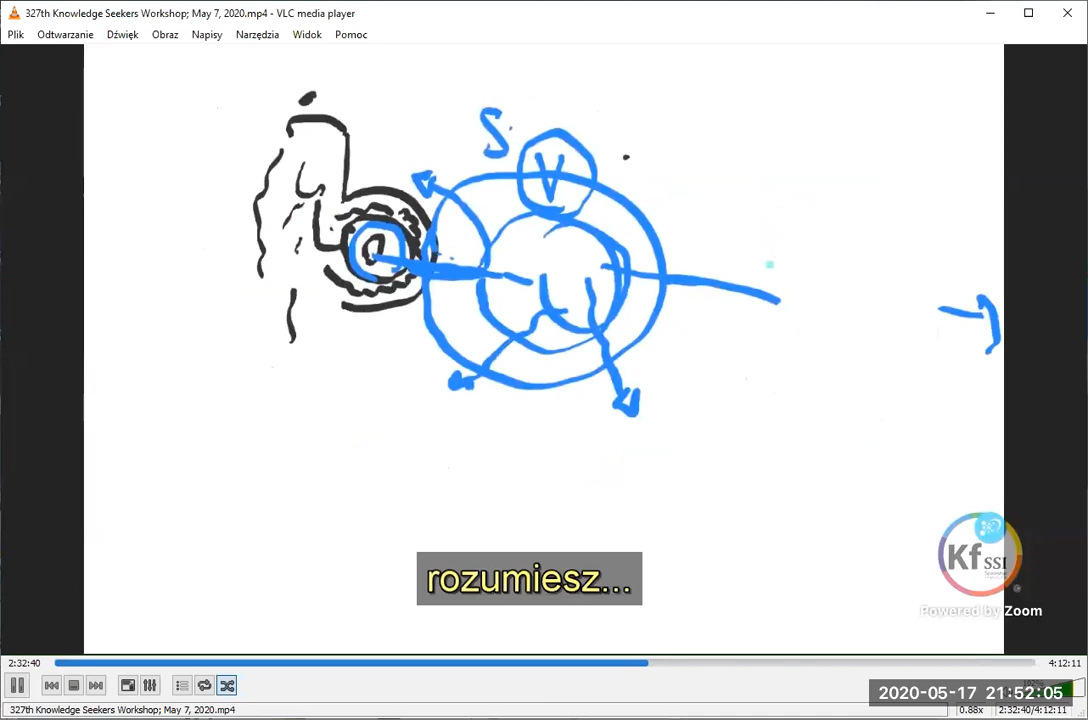 327th Knowledge Seekers Workshop; May 7, 2020.mp4 - VLC media player
Plik Odtwarzanie Dźwięk Obraz Napisy Narzędzia Widok Pomoc
S
V
rozumiesz...
Kf SSI
Powered by Zoom
2:32:40 4:12:11
2020-05-17 21:52:05
327th Knowledge Seekers Workshop; May 7, 2020.mp4 0.88x 2:32:40/4:12:11